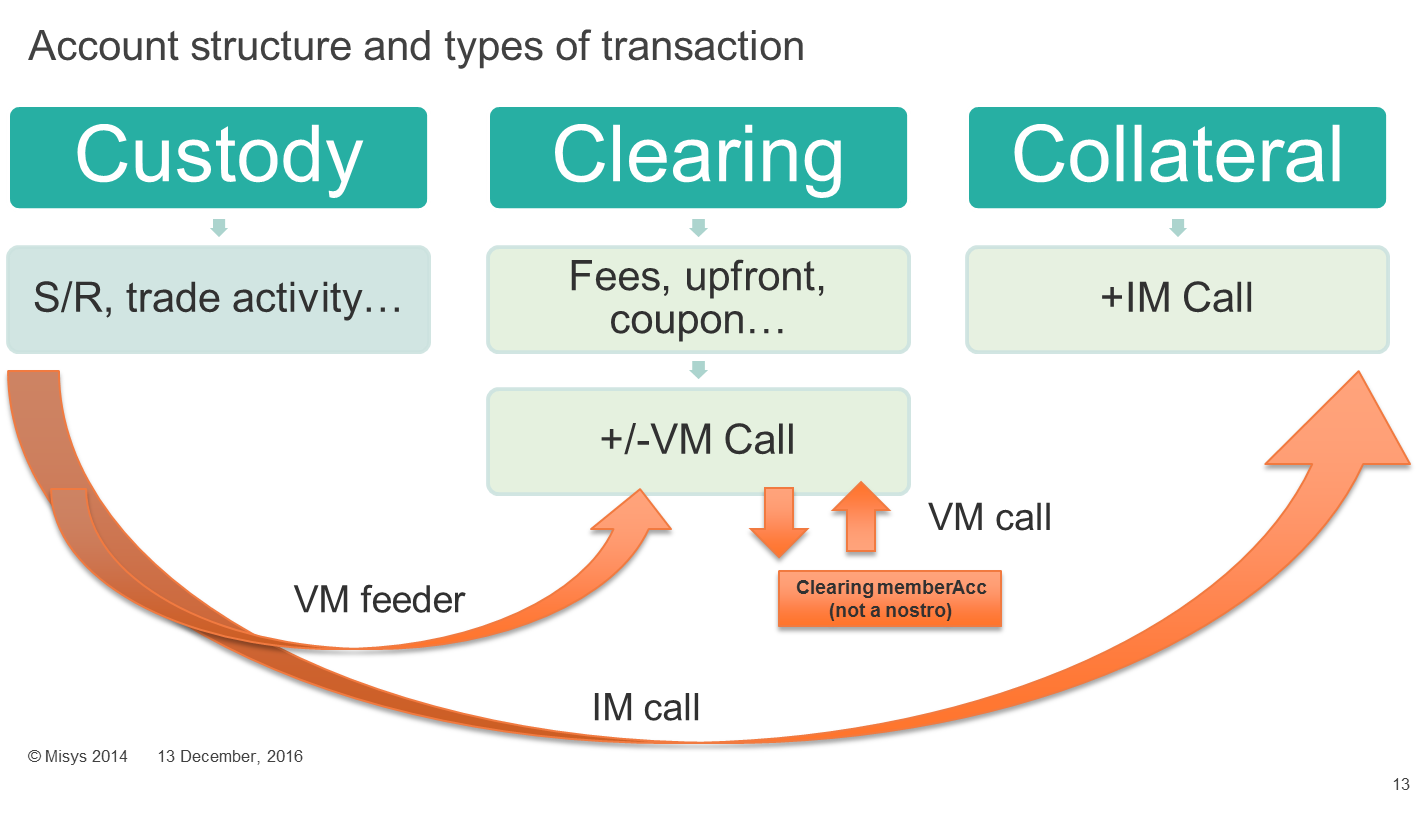 Account structure and types of transaction
Custody
Clearing
Collateral
S/R, trade activity…
Fees, upfront,
coupon…
+IM Call
+/-VM Call
VM call
Clearing memberAcc
(not a nostro)
VM feeder
IM call
© Misys 2014 13 December, 2016
13